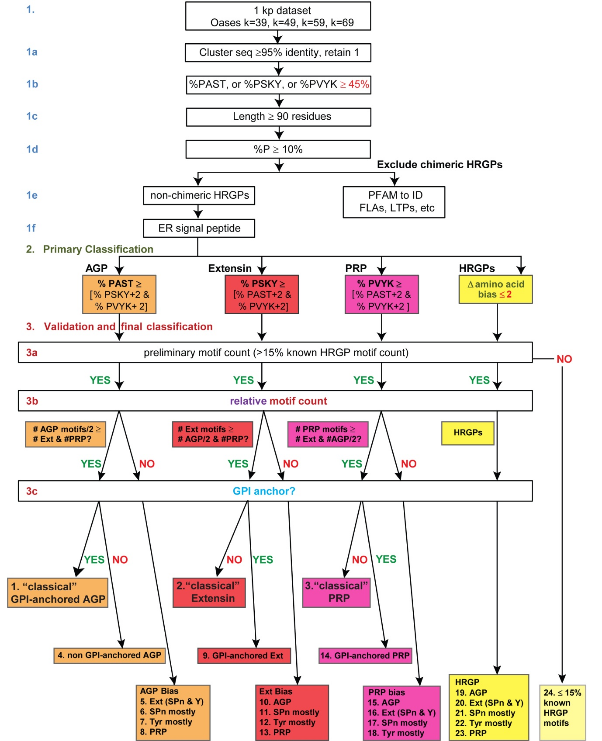 1.
1 kp dataset
Oases k=39, k=49, k=59, k=69
1a
Cluster seq ≥95% identity, retain 1
1b
%PAST, or %PSKY, or %PVYK ≥ 45%
1c
Length ≥ 90 residues
1d
%P ≥ 10%
Exclude chimeric HRGPs
1e
non-chimeric HRGPs
PFAM to ID
FLAs, LTPs, etc
1f
ER signal peptide
2. Primary Classification
AGP
Extensin
PRP
HRGPs
% PAST ≥
[% PSKY+2 &
% PVYK+ 2]
% PSKY ≥
[% PAST+2 &
% PVYK+2]
% PVYK ≥
[% PAST+2 &
% PSKY+2]
Δ amino acid
bias ≤ 2
3. Validation and final classification
3a
preliminary motif count (>15% known HRGP motif count)
NO
YES
YES
YES
YES
3b
relative motif count
# AGP motifs/2 ≥
# Ext & #PRP?
# Ext motifs ≥
# AGP/2 & #PRP?
# PRP motifs ≥
# Ext & #AGP/2?
HRGPs
YES
NO
YES
NO
YES
NO
3c
GPI anchor?
YES
NO
NO
YES
NO
YES
1. “classical”
GPI-anchored AGP
2.“classical”
Extensin
3.“classical”
PRP
4. non GPI-anchored AGP
9. GPI-anchored Ext
14. GPI-anchored PRP
AGP Bias
5. Ext (SPn & Y)
6. SPn mostly
7. Tyr mostly
8. PRP
Ext Bias
10. AGP
11. SPn mostly
12. Tyr mostly
13. PRP
PRP bias
15. AGP
16. Ext (SPn & Y)
17. SPn mostly
18. Tyr mostly
HRGP
19. AGP
20. Ext (SPn & Y)
21. SPn mostly
22. Tyr mostly
23. PRP
24. ≤ 15%
known
HRGP
motifs